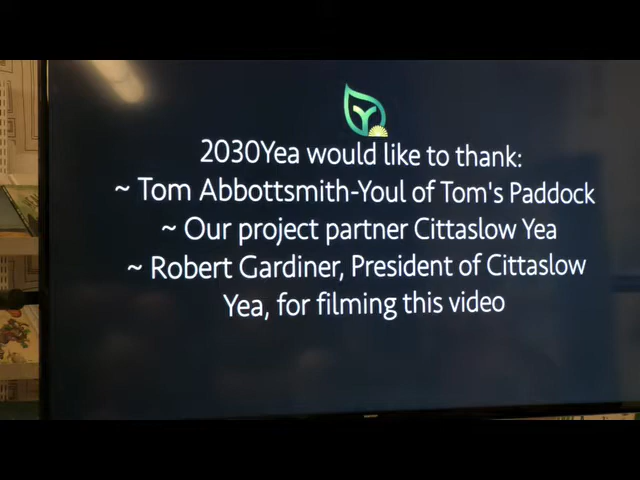 2030Yea would like to thank:
~ Tom Abbottsmith-Youl of Tom's Paddock
~ Our project partner Cittaslow Yea
~ Robert Gardiner, President of Cittaslow
Yea, for filming this video